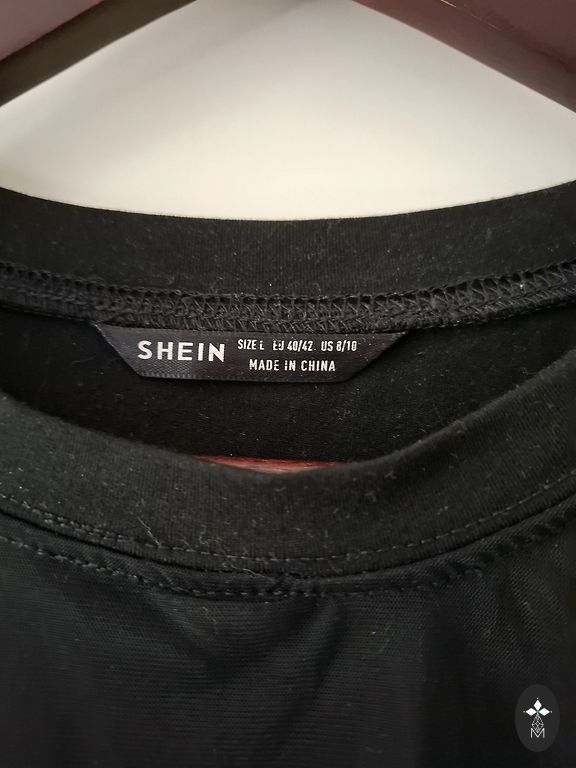 SHEIN SIZE L EU 40/42 US 8/10
MADE IN CHINA
M